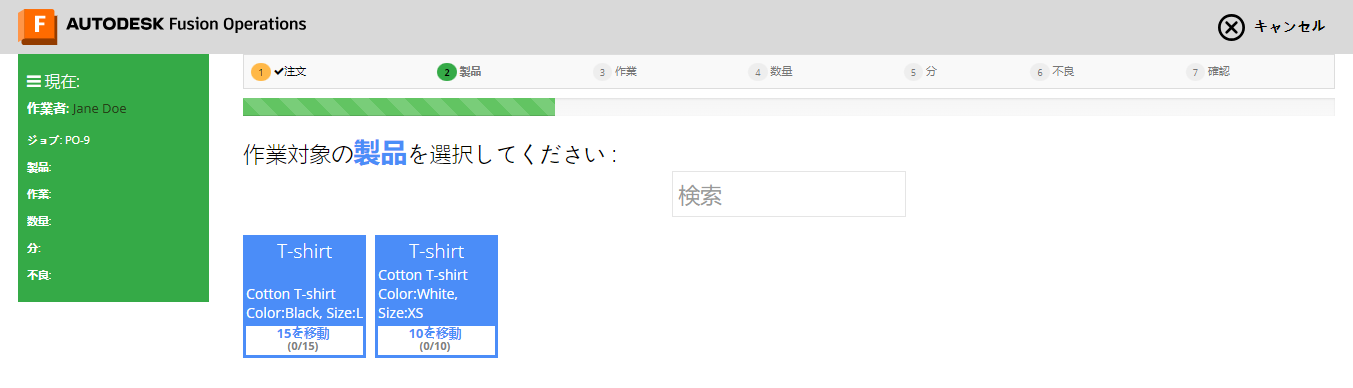 F AUTODESK Fusion Operations
キャンセル
現在:
作業者: Jane Doe
ジョブ: PO-9
製品:
作業:
数量:
分:
不良:
1 注文 2 製品 3 作業 4 数量 5 分 6 不良 7 確認
作業対象の製品を選択してください :
検索
T-shirt
Cotton T-shirt
Color:Black, Size:L
15を移動
(0/15)
T-shirt
Cotton T-shirt
Color:White,
Size:XS
10を移動
(0/10)